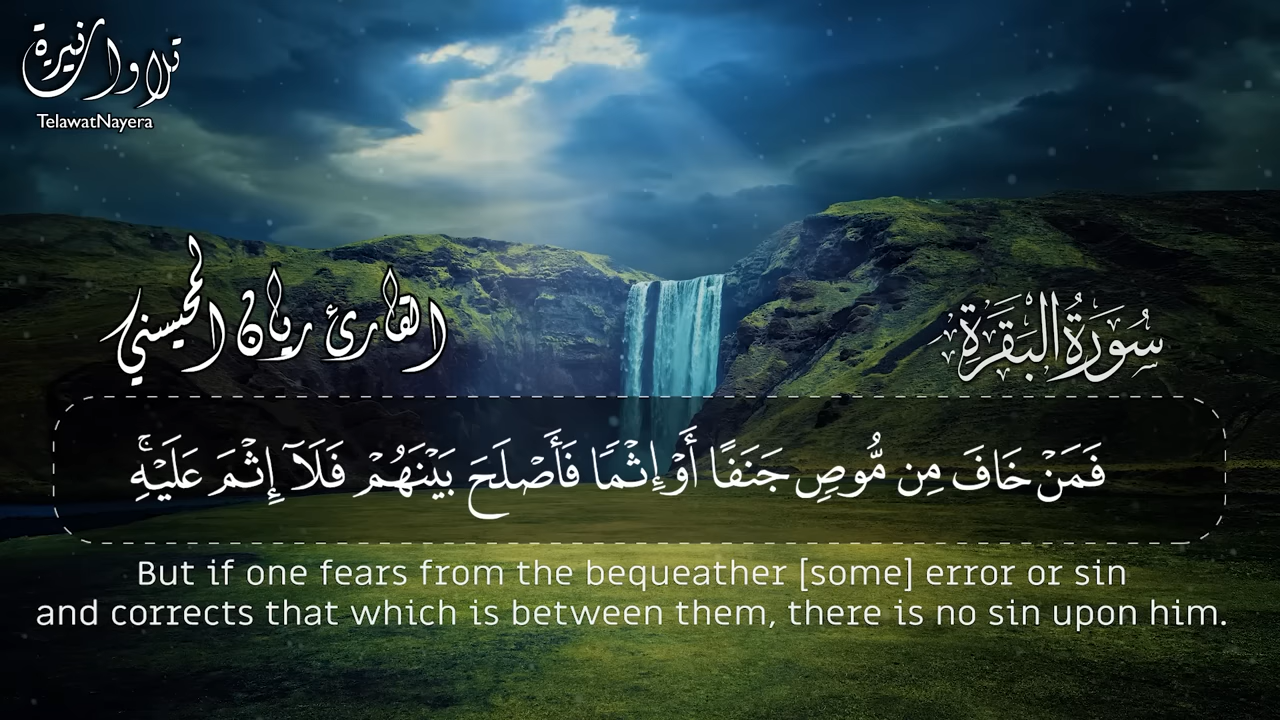 تلاوات نيرة
TelawatNayera
سُورَةُ البَقَرَةِ
القارئ ريان المحيسني
فَمَنْ خَافَ مِن مُّوصٍ جَنَفًا أَوْ إِثْمًا فَأَصْلَحَ بَيْنَهُمْ فَلَآ إِثْمَ عَلَيْهِۚ
But if one fears from the bequeather [some] error or sin
and corrects that which is between them, there is no sin upon him.